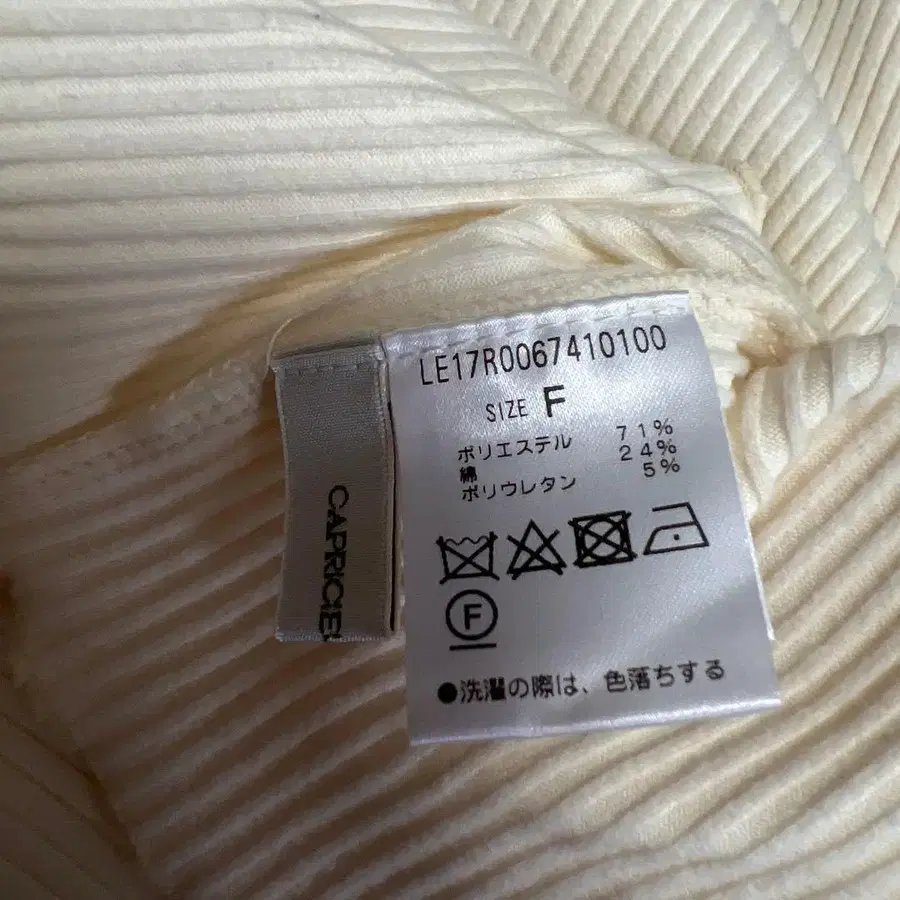 LE17R0067410100
SIZE F
ポリエステル 71%
綿 24%
ポリウレタン 5%
F
●洗濯の際は、色落ちする
CAPRICIE